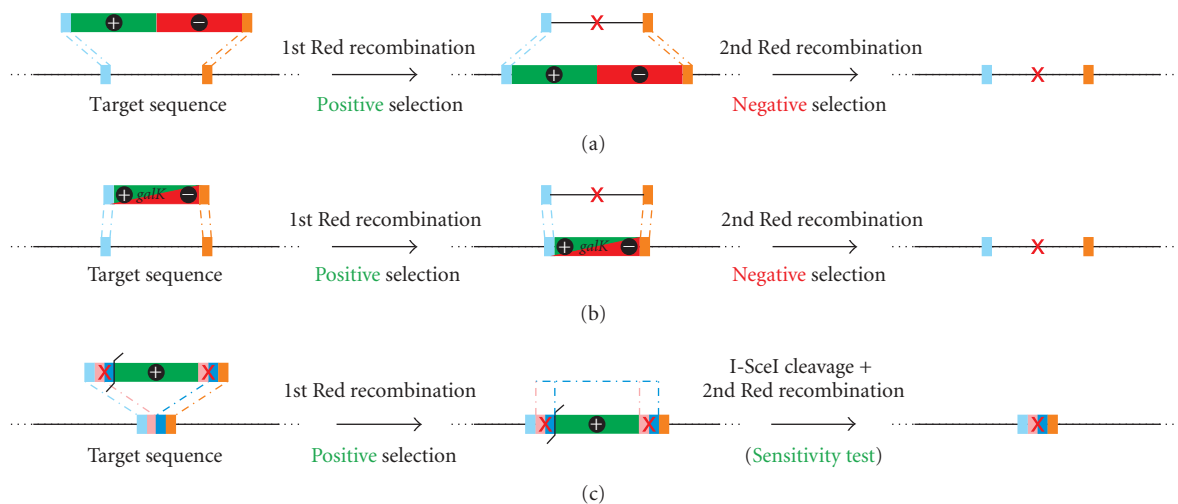 1st Red recombination
2nd Red recombination
Target sequence
Positive selection
Negative selection
(a)
galK
galK
1st Red recombination
2nd Red recombination
Target sequence
Positive selection
Negative selection
(b)
I-SceI cleavage +
1st Red recombination
2nd Red recombination
Target sequence
Positive selection
(Sensitivity test)
(c)